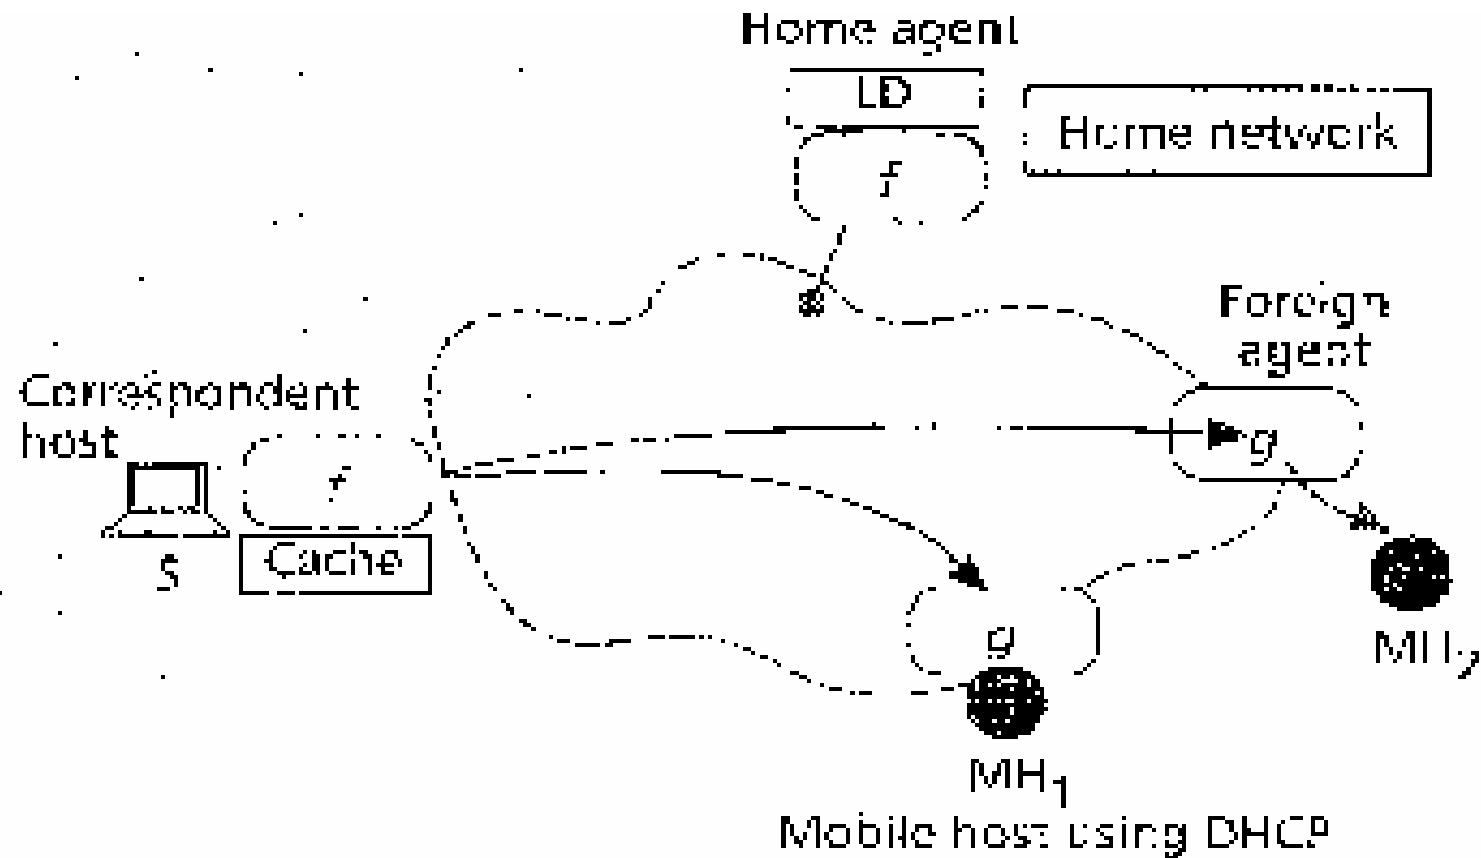 Home agent
LD
Home network
f
Foreign
agent
Correspondent
host
g
f
Cache
S
g
MH2
MH1
Mobile host using DHCP